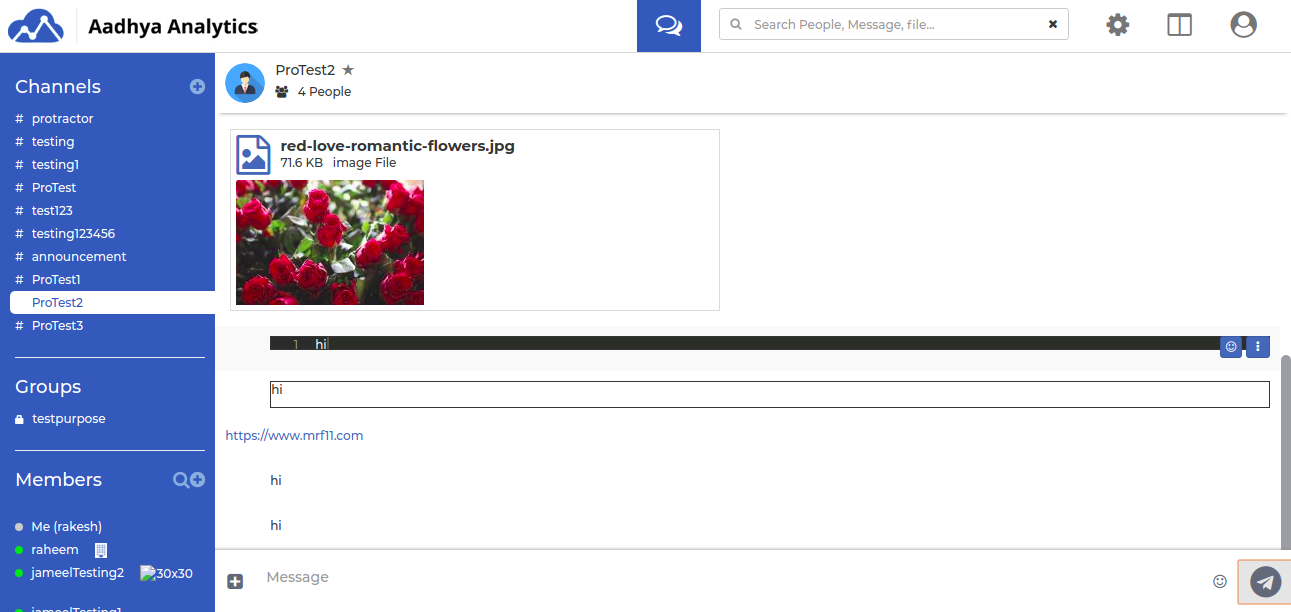 Aadhya Analytics
Search People, Message, file...
Channels
# protractor
# testing
# testing1
# ProTest
# test123
# testing123456
# announcement
# ProTest1
ProTest2
# ProTest3
Groups
testpurpose
Members
Me (rakesh)
raheem
jameelTesting2 30x30
jameelTesting1
ProTest2
4 People
red-love-romantic-flowers.jpg
71.6 KB image File
1 hi
hi
https://www.mrf11.com
hi
hi
Message